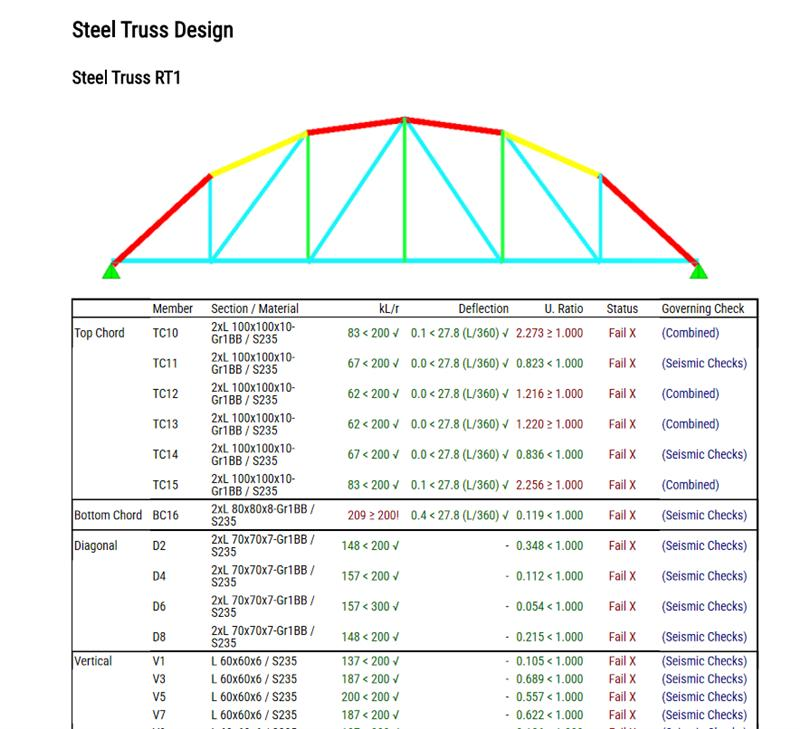 Steel Truss Design
Steel Truss RT1
Member Section / Material kL/r Deflection U. Ratio Status Governing Check
Top Chord TC10 2xL 100x100x10-Gr1BB / S235 83 < 200 √ 0.1 < 27.8 (L/360) √ 2.273 ≥ 1.000 Fail X (Combined)
TC11 2xL 100x100x10-Gr1BB / S235 67 < 200 √ 0.0 < 27.8 (L/360) √ 0.823 < 1.000 Fail X (Seismic Checks)
TC12 2xL 100x100x10-Gr1BB / S235 62 < 200 √ 0.0 < 27.8 (L/360) √ 1.216 ≥ 1.000 Fail X (Combined)
TC13 2xL 100x100x10-Gr1BB / S235 62 < 200 √ 0.0 < 27.8 (L/360) √ 1.220 ≥ 1.000 Fail X (Combined)
TC14 2xL 100x100x10-Gr1BB / S235 67 < 200 √ 0.0 < 27.8 (L/360) √ 0.836 < 1.000 Fail X (Seismic Checks)
TC15 2xL 100x100x10-Gr1BB / S235 83 < 200 √ 0.1 < 27.8 (L/360) √ 2.256 ≥ 1.000 Fail X (Combined)
Bottom Chord BC16 2xL 80x80x8-Gr1BB / S235 209 ≥ 200! 0.4 < 27.8 (L/360) √ 0.119 < 1.000 Fail X (Seismic Checks)
Diagonal D2 2xL 70x70x7-Gr1BB / S235 148 < 200 √ - 0.348 < 1.000 Fail X (Seismic Checks)
D4 2xL 70x70x7-Gr1BB / S235 157 < 200 √ - 0.112 < 1.000 Fail X (Seismic Checks)
D6 2xL 70x70x7-Gr1BB / S235 157 < 300 √ - 0.054 < 1.000 Fail X (Seismic Checks)
D8 2xL 70x70x7-Gr1BB / S235 148 < 200 √ - 0.215 < 1.000 Fail X (Seismic Checks)
Vertical V1 L 60x60x6 / S235 137 < 200 √ - 0.105 < 1.000 Fail X (Seismic Checks)
V3 L 60x60x6 / S235 187 < 200 √ - 0.689 < 1.000 Fail X (Seismic Checks)
V5 L 60x60x6 / S235 200 < 200 √ - 0.557 < 1.000 Fail X (Seismic Checks)
V7 L 60x60x6 / S235 187 < 200 √ - 0.622 < 1.000 Fail X (Seismic Checks)